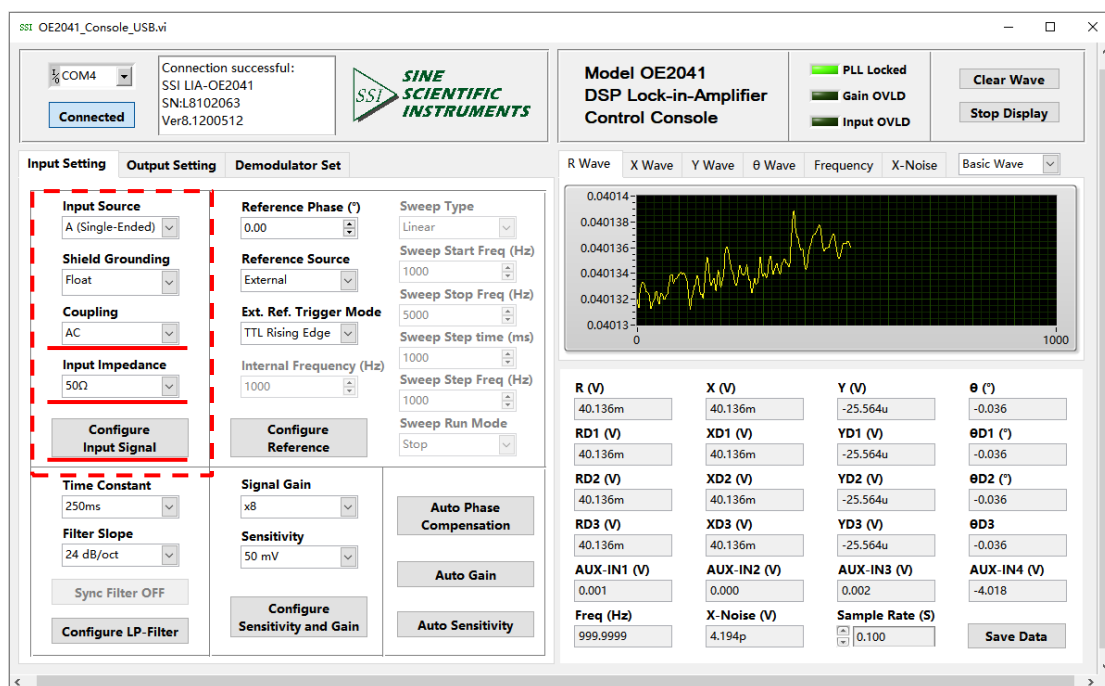 SSI OE2041_Console_USB.vi
COM4
Connected
Connection successful:
SSI LIA-OE2041
SN:L8102063
Ver8.1200512
SSI
SINE
SCIENTIFIC
INSTRUMENTS
Model OE2041
DSP Lock-in-Amplifier
Control Console
PLL Locked
Gain OVLD
Input OVLD
Clear Wave
Stop Display
Input Setting
Output Setting
Demodulator Set
Input Source
A (Single-Ended)
Shield Grounding
Float
Coupling
AC
Input Impedance
50Ω
Configure
Input Signal
Reference Phase (°)
0.00
Reference Source
External
Ext. Ref. Trigger Mode
TTL Rising Edge
Internal Frequency (Hz)
1000
Configure
Reference
Sweep Type
Linear
Sweep Start Freq (Hz)
1000
Sweep Stop Freq (Hz)
5000
Sweep Step time (ms)
1000
Sweep Step Freq (Hz)
1000
Sweep Run Mode
Stop
Time Constant
250ms
Filter Slope
24 dB/oct
Sync Filter OFF
Configure LP-Filter
Signal Gain
x8
Sensitivity
50 mV
Configure
Sensitivity and Gain
Auto Phase
Compensation
Auto Gain
Auto Sensitivity
R Wave
X Wave
Y Wave
θ Wave
Frequency
X-Noise
Basic Wave
0.04014-
0.040138-
0.040136-
0.040134-
0.040132-
0.04013-
0
1000
R (V) X (V) Y (V) θ (°)
40.136m 40.136m -25.564u -0.036
RD1 (V) XD1 (V) YD1 (V) θD1 (°)
40.136m 40.136m -25.564u -0.036
RD2 (V) XD2 (V) YD2 (V) θD2 (°)
40.136m 40.136m -25.564u -0.036
RD3 (V) XD3 (V) YD3 (V) θD3
40.136m 40.136m -25.564u -0.036
AUX-IN1 (V) AUX-IN2 (V) AUX-IN3 (V) AUX-IN4 (V)
0.001 0.000 0.002 -4.018
Freq (Hz) X-Noise (V) Sample Rate (S)
999.9999 4.194p 0.100 Save Data